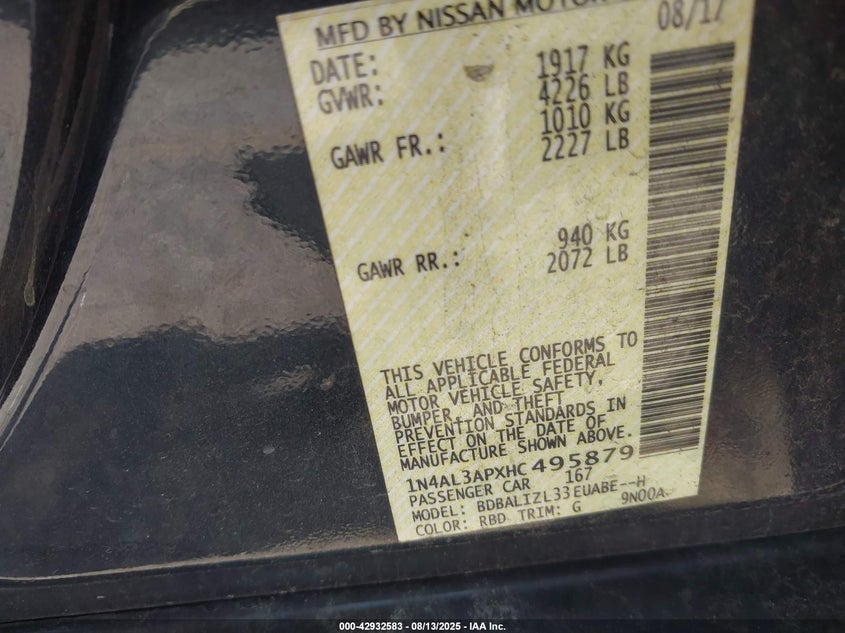 MFD BY NISSAN MOTOR
DATE: 08/17
GVWR: 1917 KG
4226 LB
GAWR FR.: 1010 KG
2227 LB
GAWR RR.: 940 KG
2072 LB
THIS VEHICLE CONFORMS TO
ALL APPLICABLE FEDERAL
MOTOR VEHICLE SAFETY,
BUMPER, AND THEFT
PREVENTION STANDARDS IN
EFFECT ON THE DATE OF
MANUFACTURE SHOWN ABOVE.
1N4AL3APXHC495879
PASSENGER CAR 167
MODEL: BDBALIZL33EUABE--H
COLOR: RBD TRIM: G 9N00A
000-42932583 - 08/13/2025 - IAA Inc.